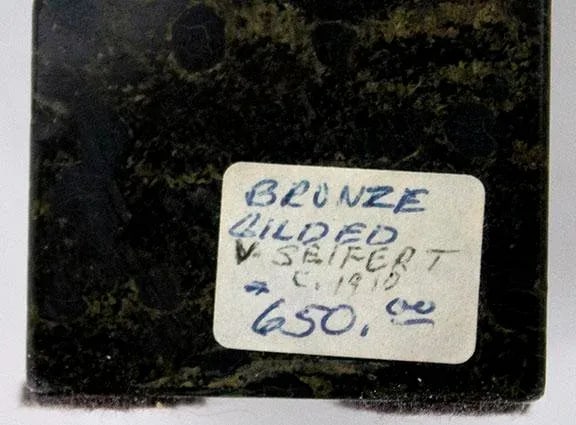 BRONZE
GILDED
V. SEIFERT
C. 1910
650.00